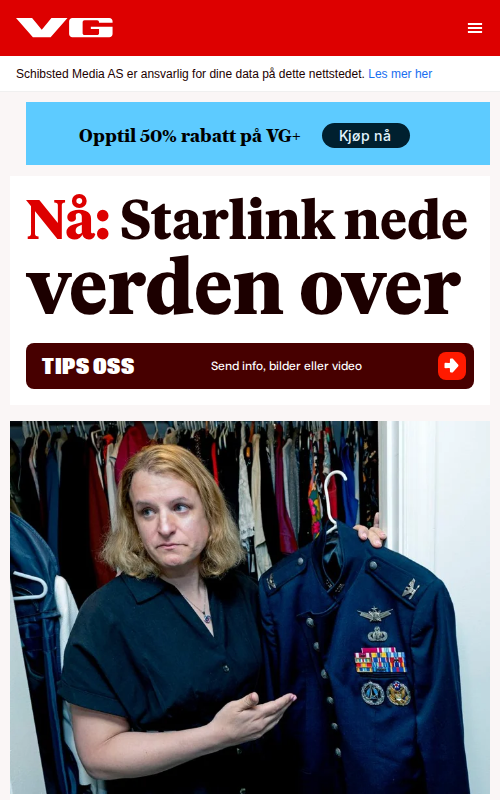 VG
Schibsted Media AS er ansvarlig for dine data på dette nettstedet. Les mer her
Opptil 50% rabatt på VG+ Kjøp nå
Nå: Starlink nede
verden over
TIPS OSS Send info, bilder eller video